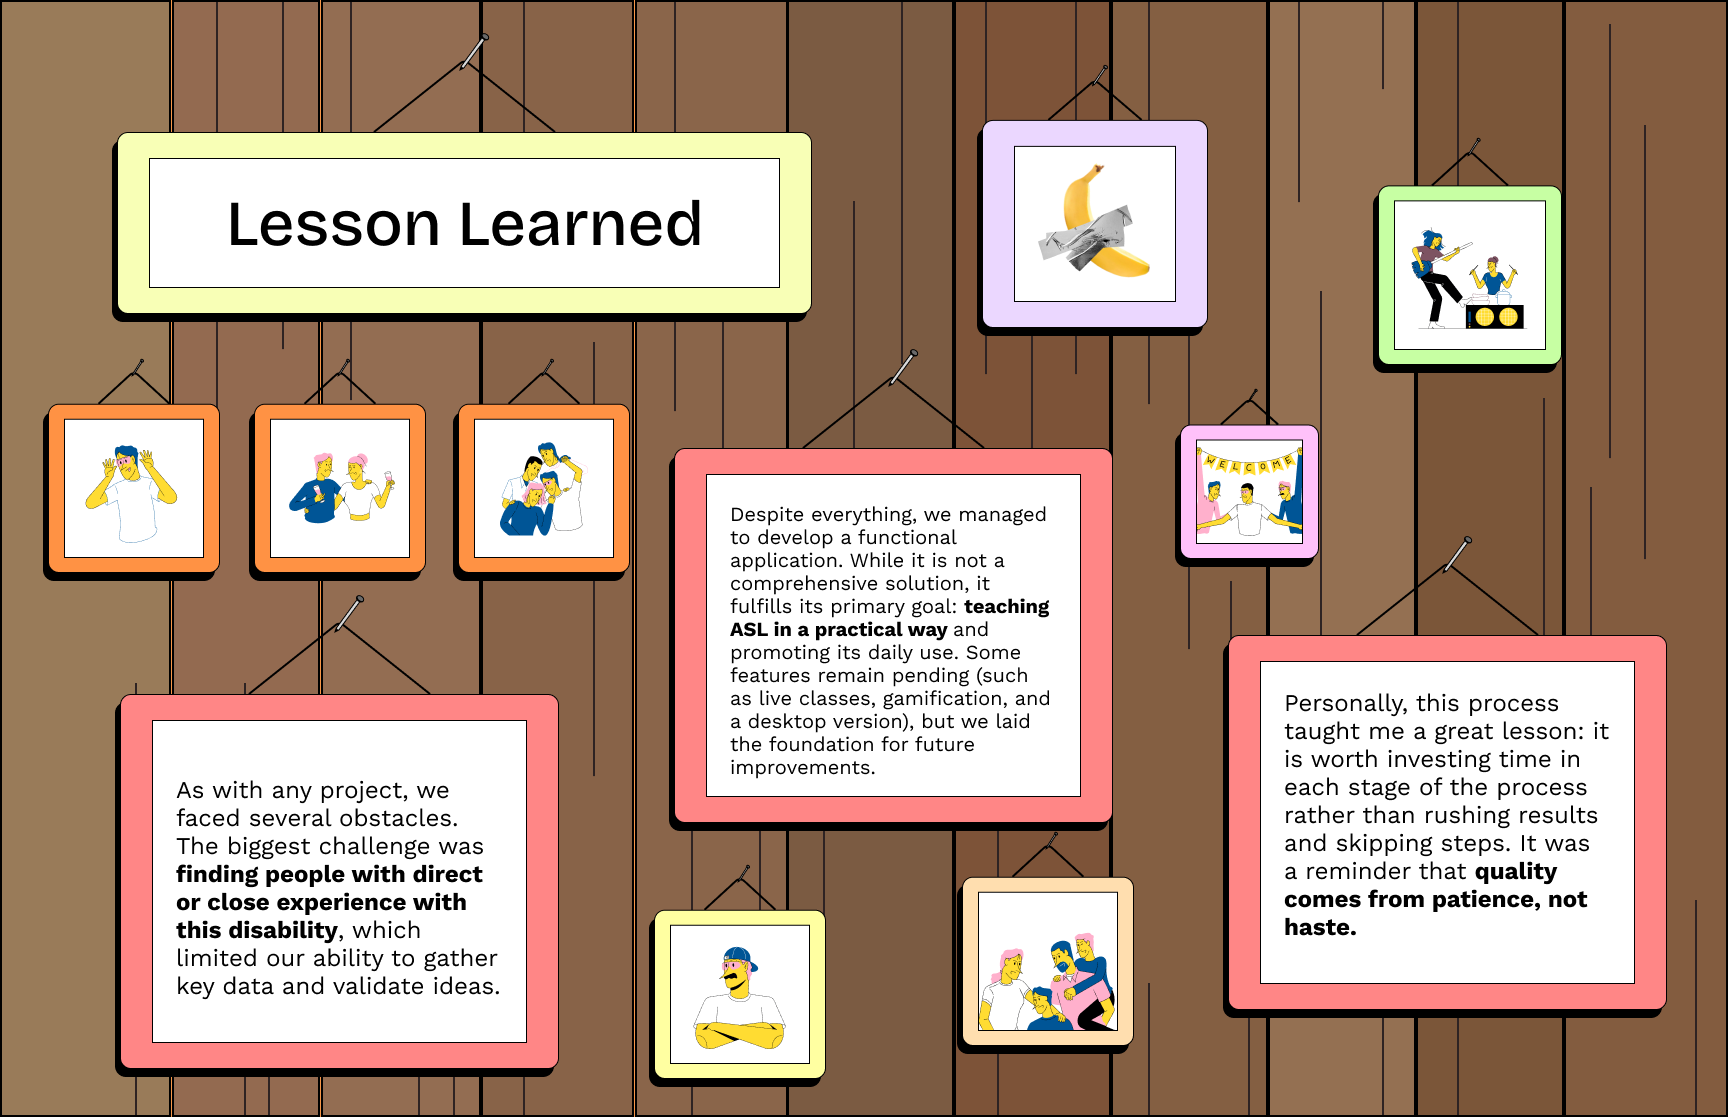 Lesson Learned
WELCOME
Despite everything, we managed
to develop a functional
application. While it is not a
comprehensive solution, it
fulfills its primary goal: teaching
ASL in a practical way and
promoting its daily use. Some
features remain pending (such
as live classes, gamification, and
a desktop version), but we laid
the foundation for future
improvements.
As with any project, we
faced several obstacles.
The biggest challenge was
finding people with direct
or close experience with
this disability, which
limited our ability to gather
key data and validate ideas.
Personally, this process
taught me a great lesson: it
is worth investing time in
each stage of the process
rather than rushing results
and skipping steps. It was
a reminder that quality
comes from patience, not
haste.